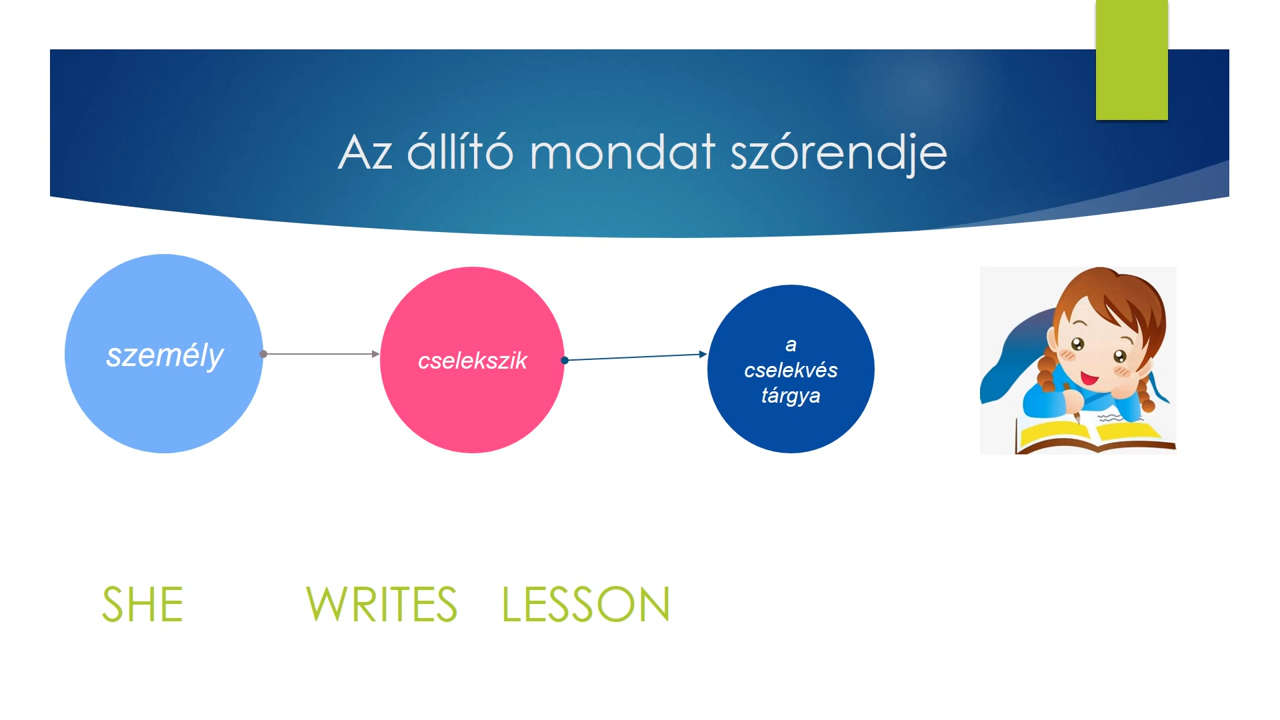 Az állító mondat szórendje
személy
cselekszik
a
cselekvés
tárgya
SHE WRITES LESSON